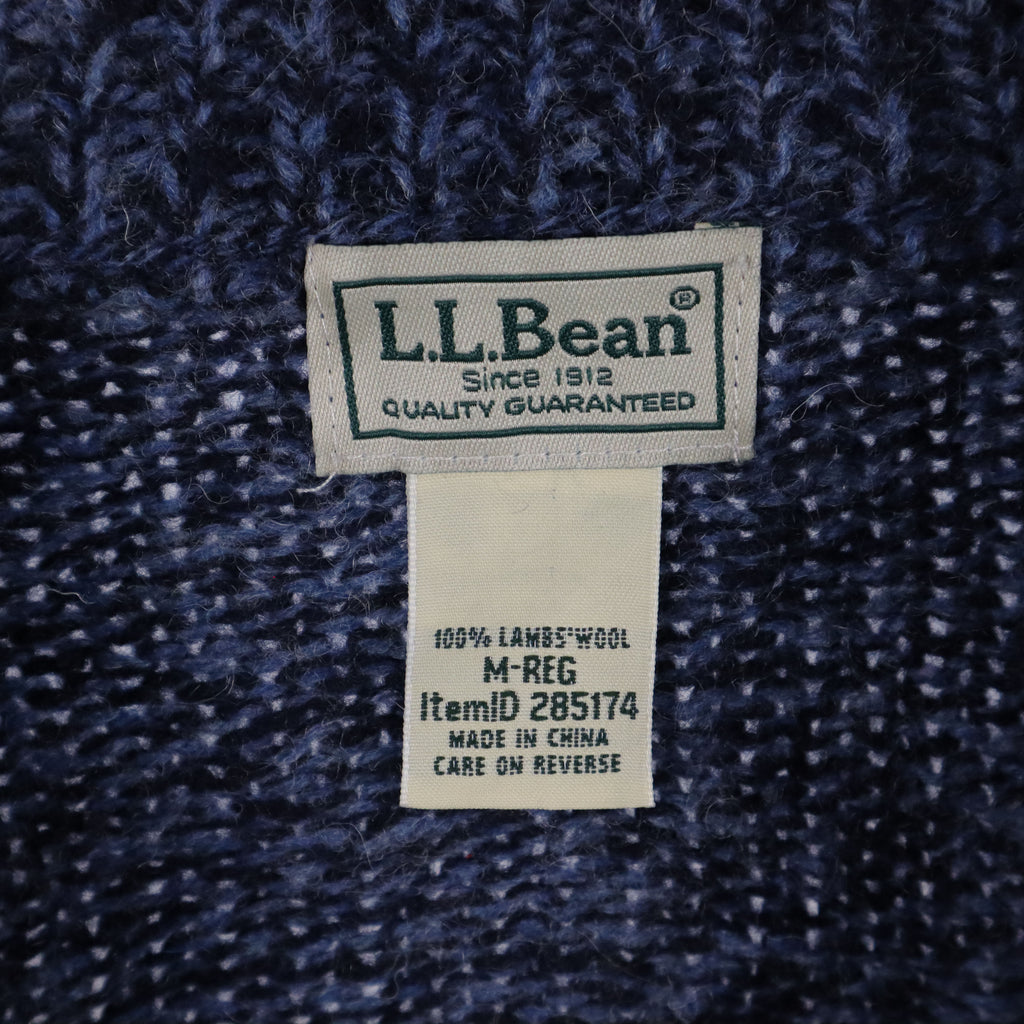 L.L.Bean®
Since 1912
QUALITY GUARANTEED
100% LAMBS'WOOL
M-REG
ItemID 285174
MADE IN CHINA
CARE ON REVERSE